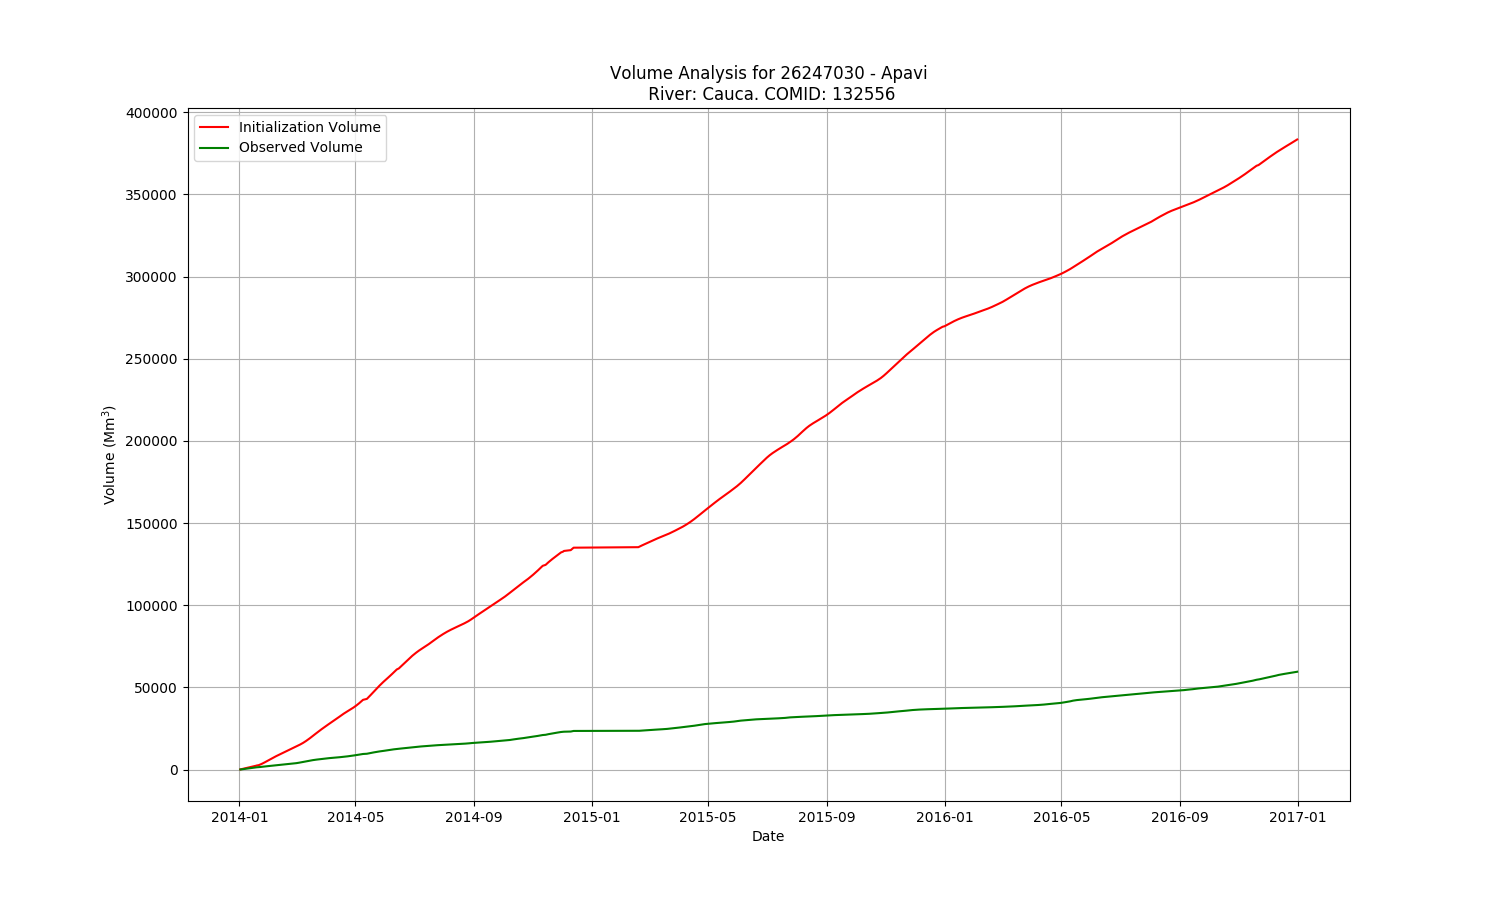 Volume Analysis for 26247030 - Apavi
River: Cauca. COMID: 132556
Initialization Volume
Observed Volume
400000
350000
300000
250000
200000
150000
100000
50000
0
Volume (Mm³)
2014-01 2014-05 2014-09 2015-01 2015-05 2015-09 2016-01 2016-05 2016-09 2017-01
Date